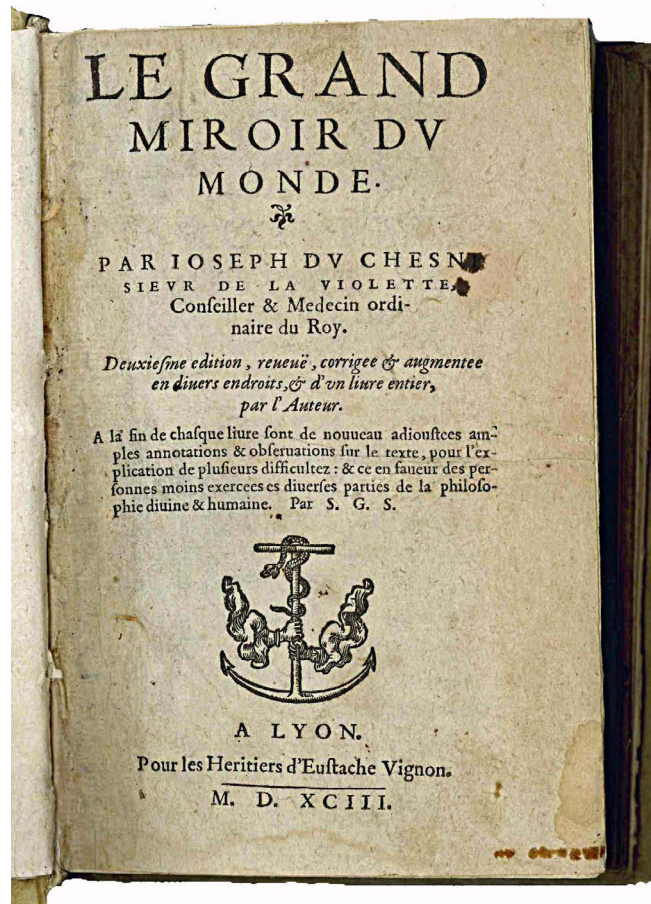 LE GRAND
MIROIR DV
MONDE.
PAR IOSEPH DV CHESNE
SIEVR DE LA VIOLETTE,
Conſeiller & Medecin ordi-
naire du Roy.
Deuxieſme edition, reueuë, corrigee & augmentee
en diuers endroits, & d'vn liure entier,
par l'Auteur.
A la fin de chaſque liure ſont de nouueau adiouſtees am-
ples annotations & obſeruations ſur le texte, pour l'ex-
plication de pluſieurs difficultez: & ce en faueur des per-
ſonnes moins exercees es diuerſes parties de la philoſo-
phie diuine & humaine. Par S. G. S.
A LYON.
Pour les Heritiers d'Euſtache Vignon.
M. D. XCIII.